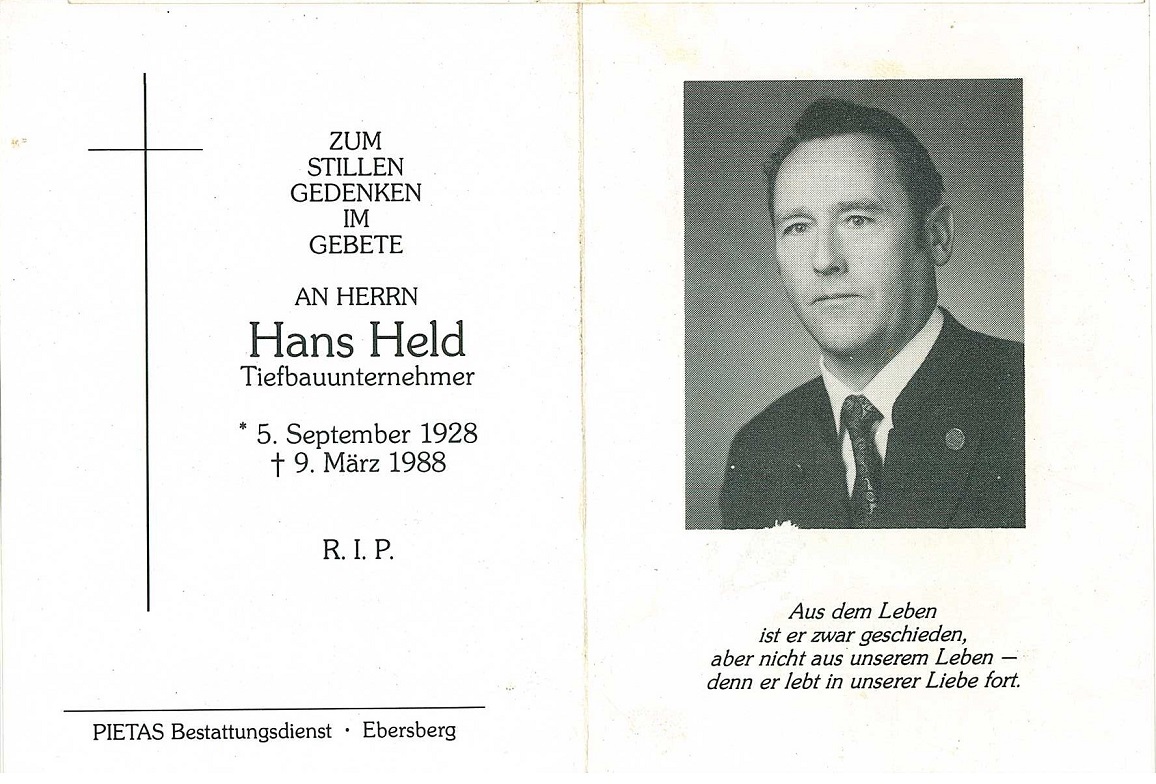 ZUM
STILLEN
GEDENKEN
IM
GEBETE
AN HERRN
Hans Held
Tiefbauunternehmer
* 5. September 1928
† 9. März 1988
R. I. P.
PIETAS Bestattungsdienst · Ebersberg
Aus dem Leben
ist er zwar geschieden,
aber nicht aus unserem Leben —
denn er lebt in unserer Liebe fort.